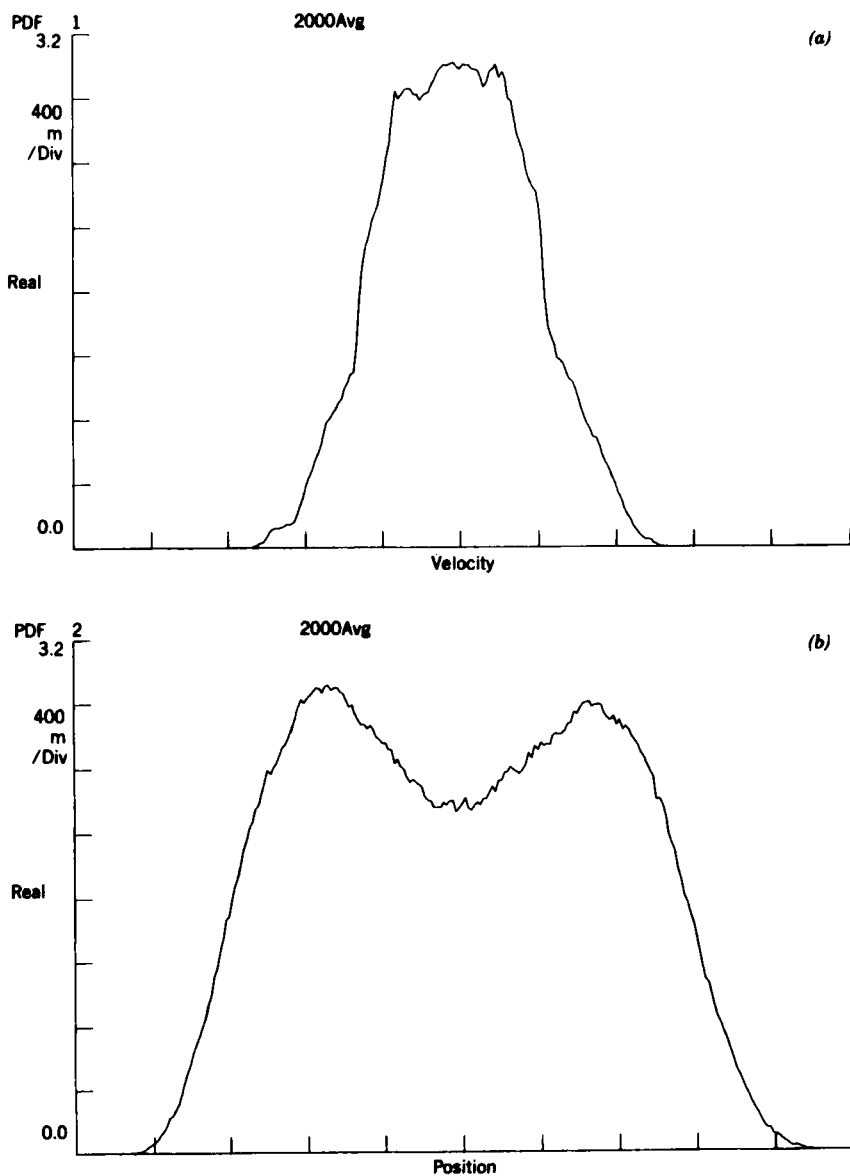 PDF 1 2000Avg (a)
3.2
400
m
/Div
Real
0.0
Velocity
PDF 2 2000Avg (b)
3.2
400
m
/Div
Real
0.0
Position